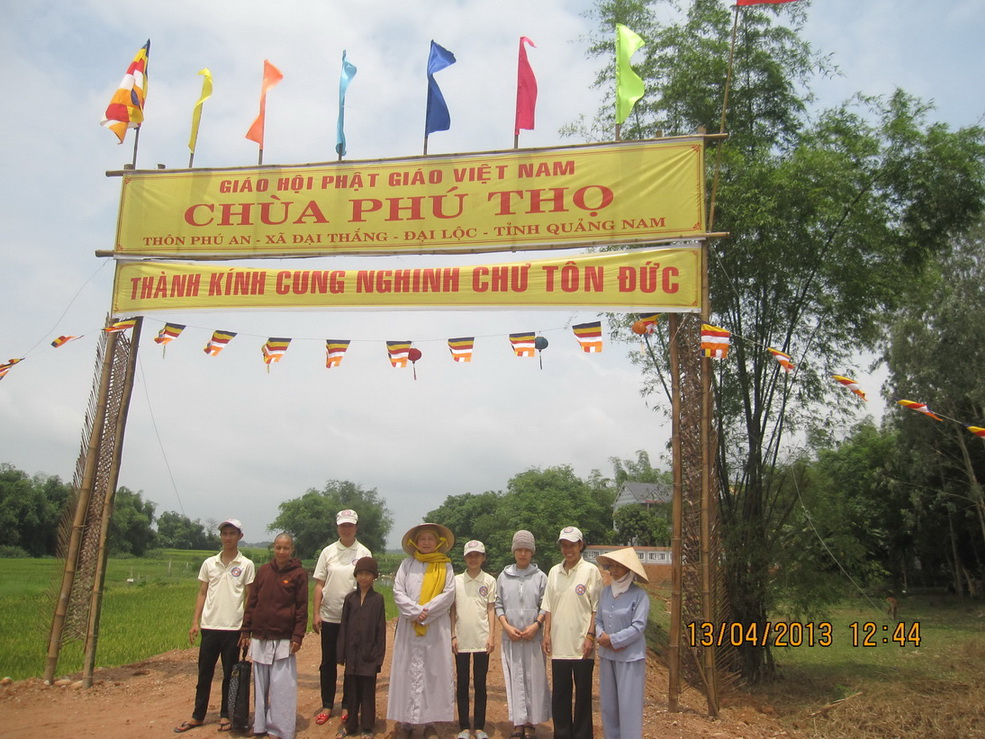 GIÁO HỘI PHẬT GIÁO VIỆT NAM
CHÙA PHÚ THỌ
THÔN PHÚ AN - XÃ ĐẠI THẮNG - ĐẠI LỘC - TỈNH QUẢNG NAM
THÀNH KÍNH CUNG NGHINH CHƯ TÔN ĐỨC
13/04/2013 12:44